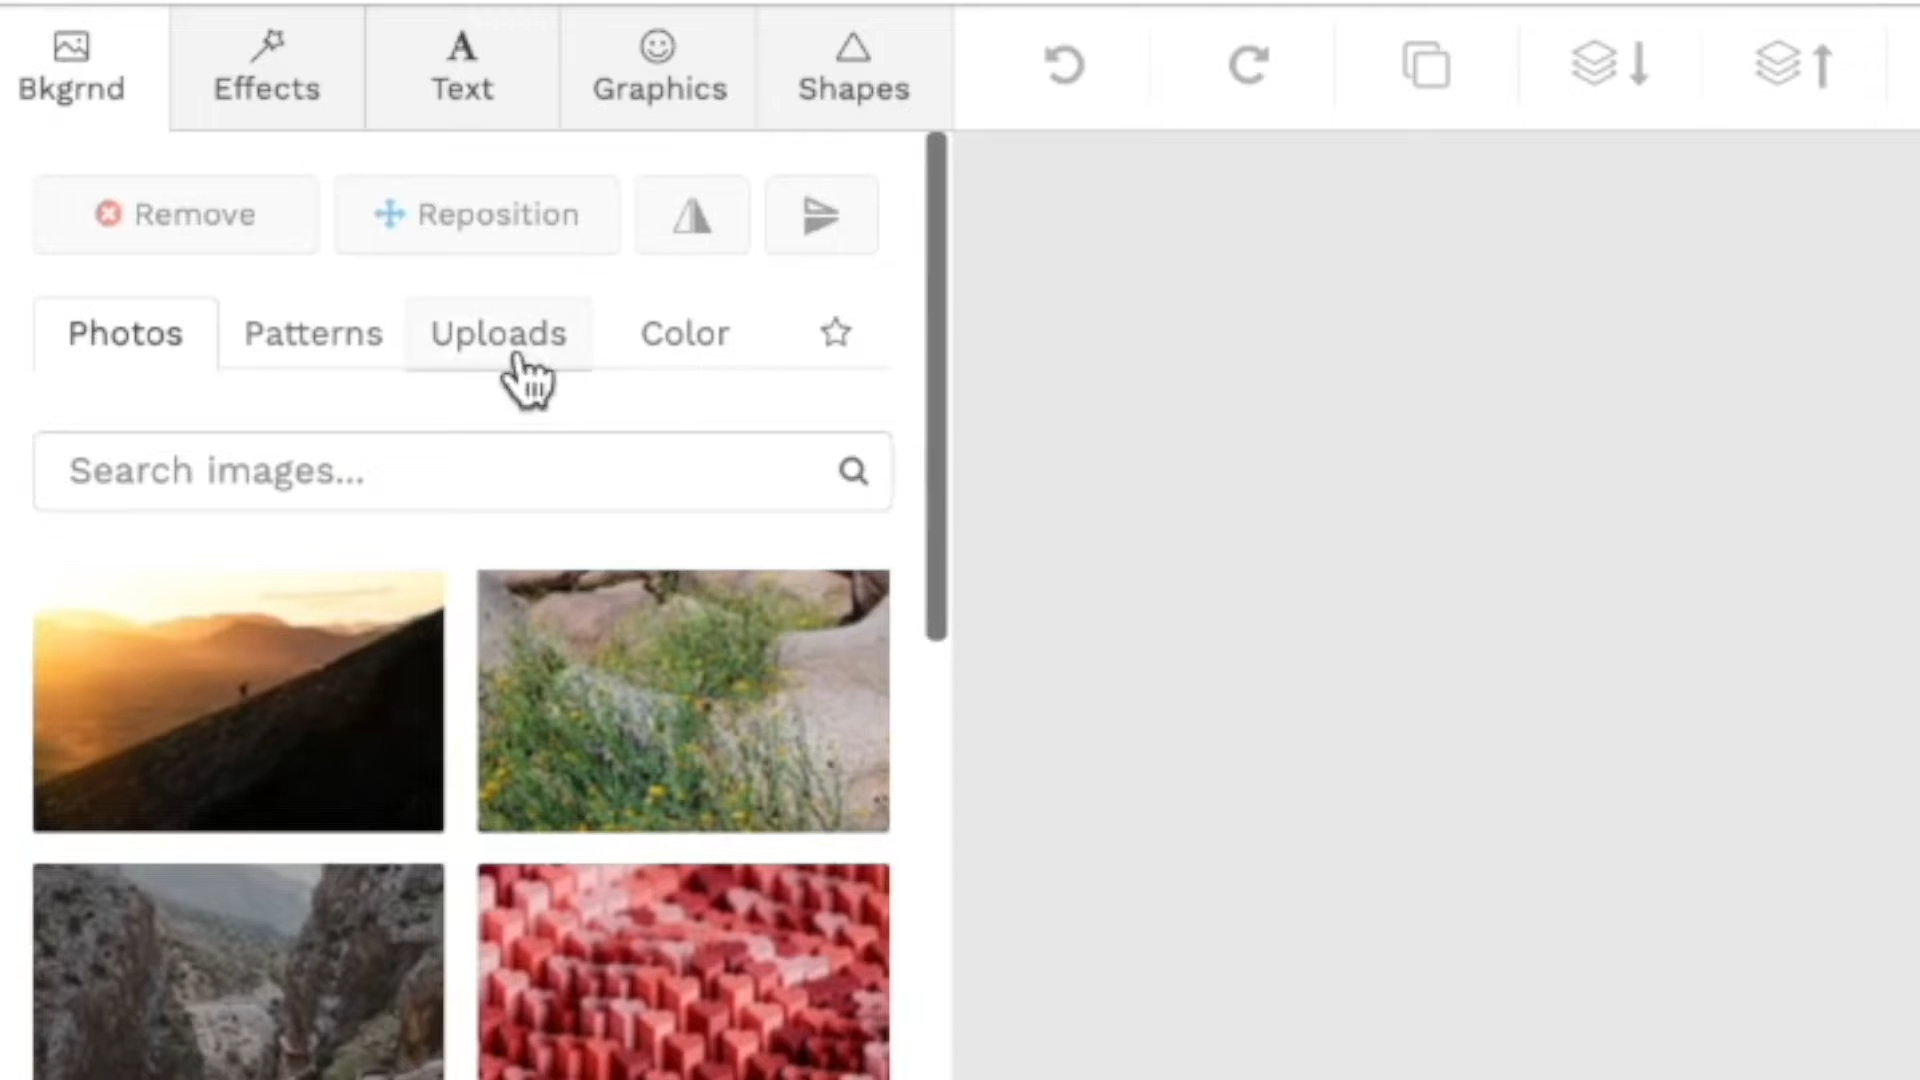 Bkgrnd Effects Text Graphics Shapes
Remove Reposition
Photos Patterns Uploads Color
Search images...